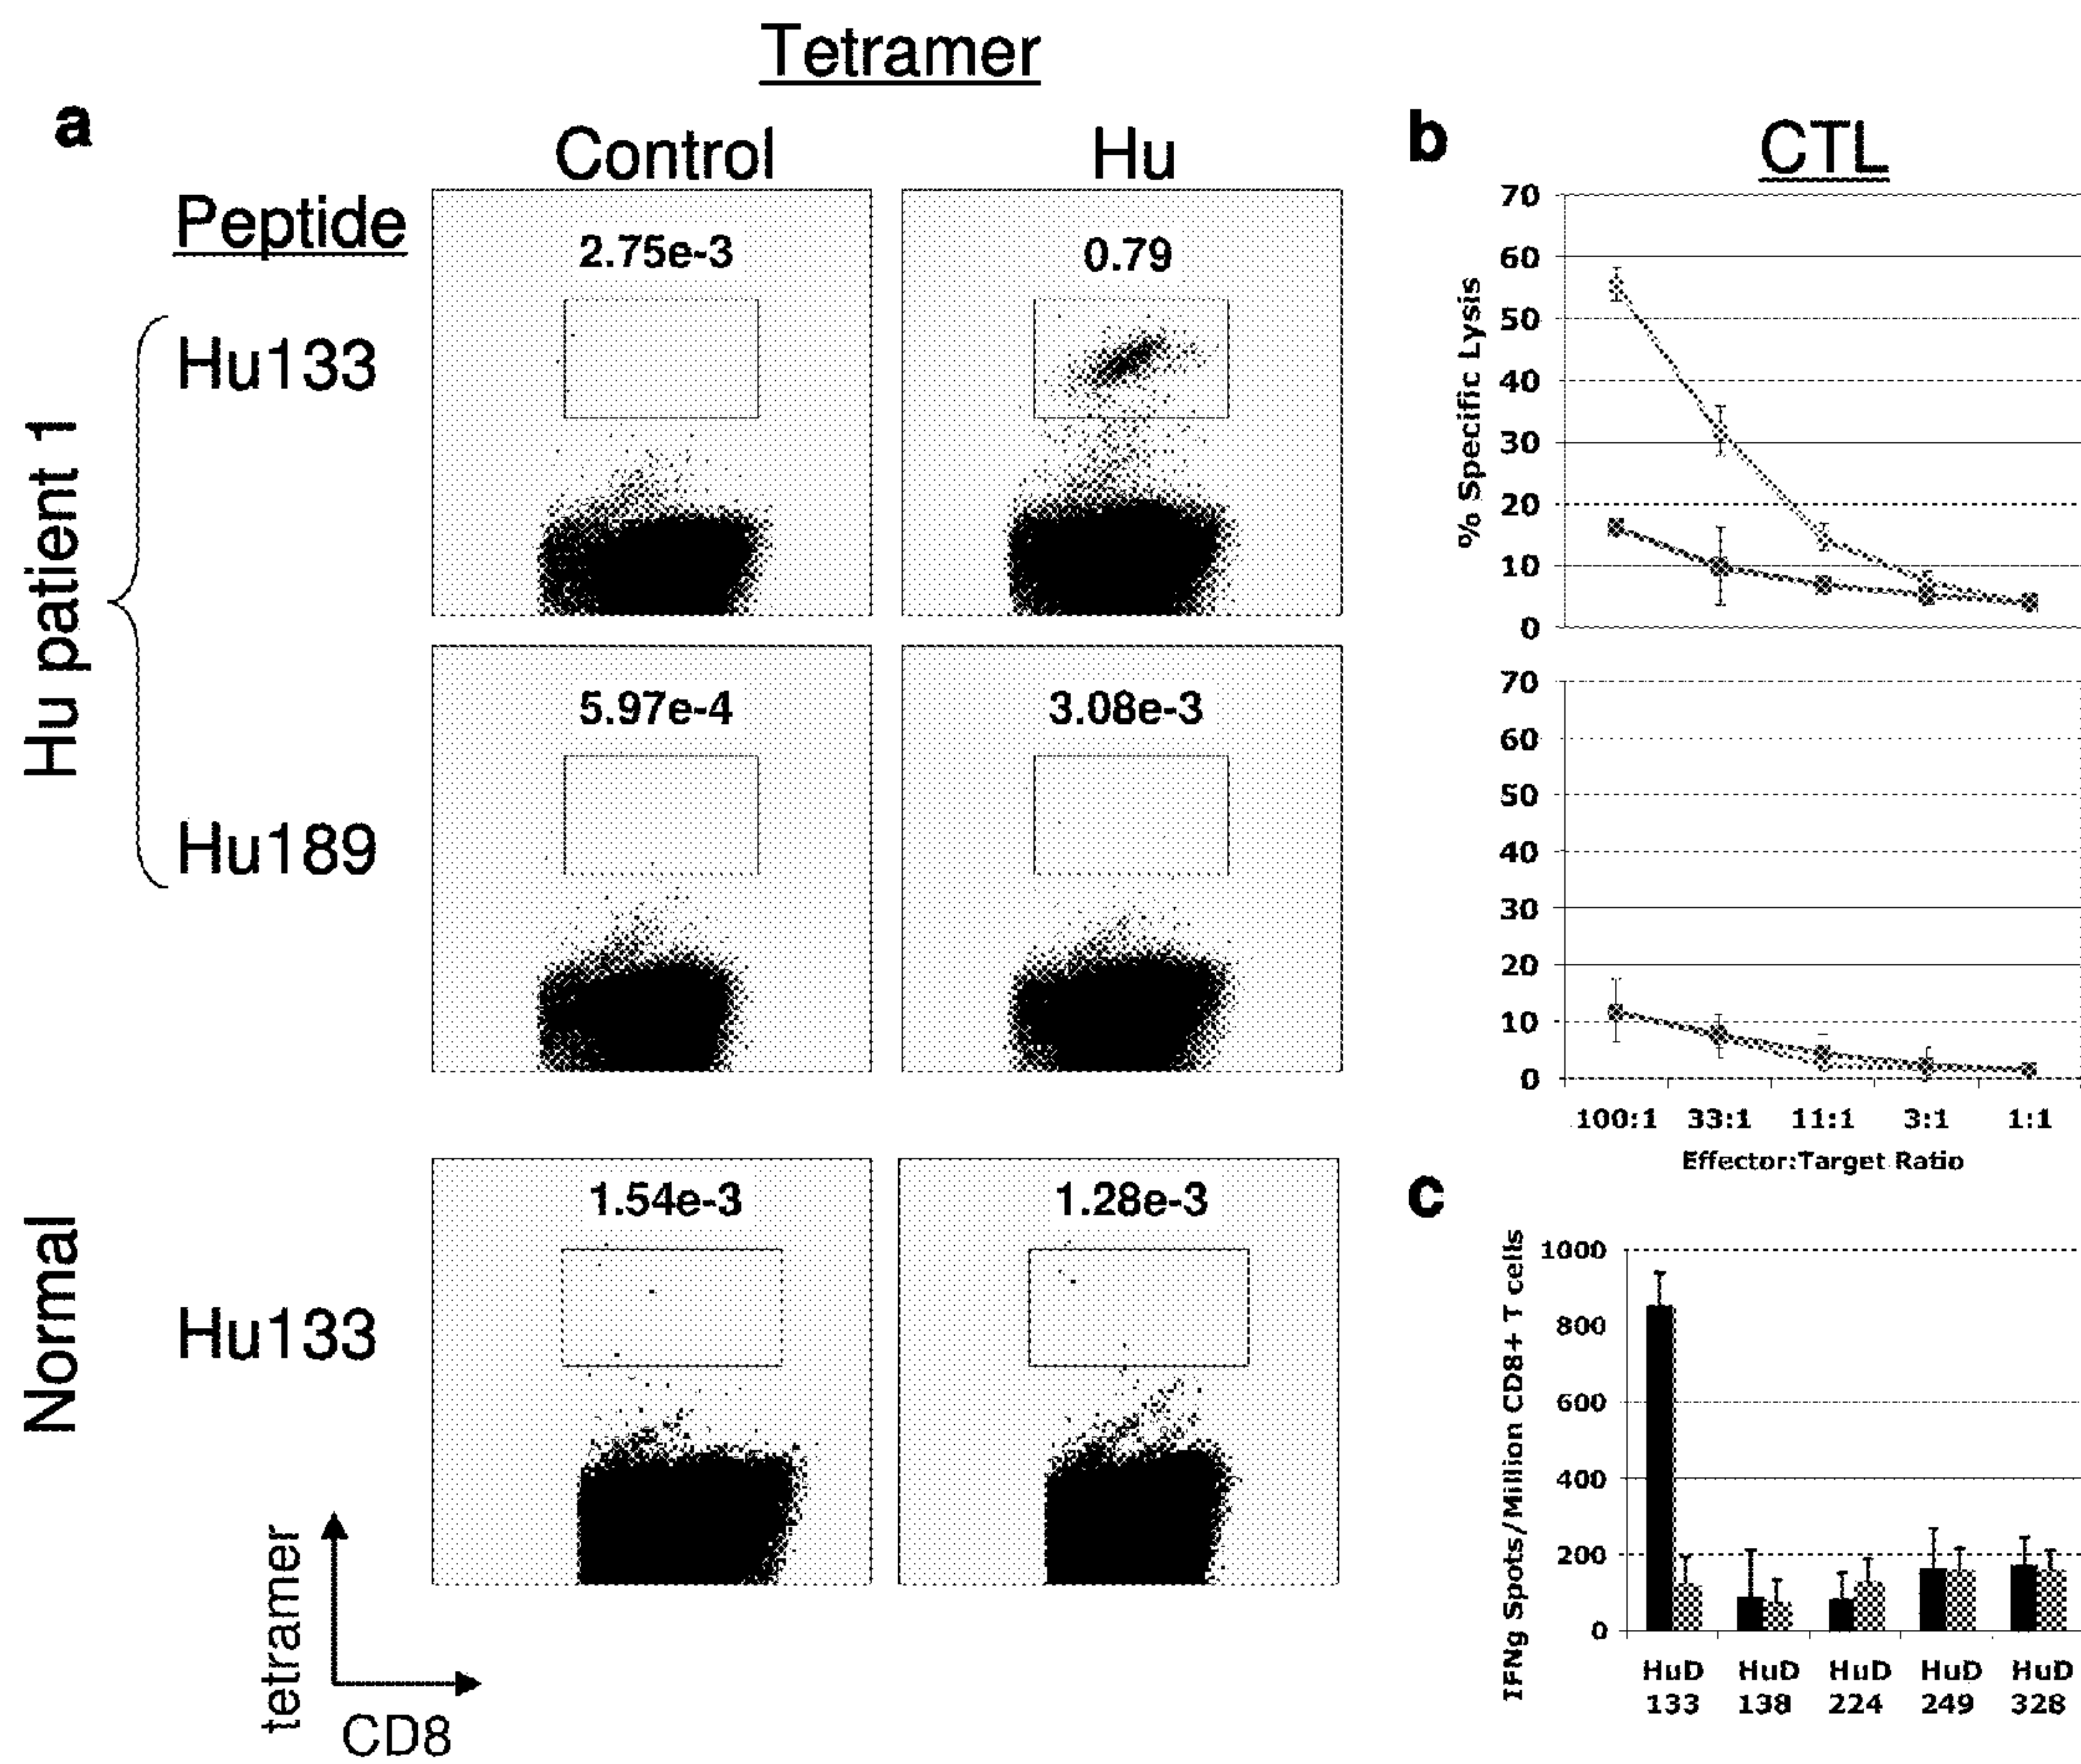 Tetramer
a
Control
Hu
Peptide
Hu patient 1
Hu133
2.75e-3
0.79
Hu189
5.97e-4
3.08e-3
Normal
Hu133
1.54e-3
1.28e-3
tetramer
CD8
b
CTL
% Specific Lysis
70
60
50
40
30
20
10
0
70
60
50
40
30
20
10
0
100:1 33:1 11:1 3:1 1:1
Effector:Target Ratio
c
IFNg Spots/Million CD8+ T cells
1000
800
600
400
200
0
HuD HuD HuD HuD HuD
133 138 224 249 328